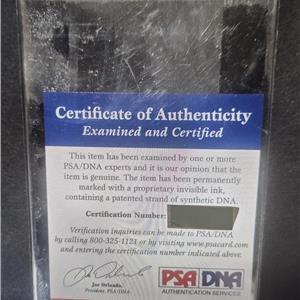 Certificate of Authenticity
Examined and Certified
This item has been examined by one or more
PSA/DNA experts and it is our opinion that the
item is genuine. The item has been permanently
marked with a proprietary invisible ink,
containing a patented strand of synthetic DNA.
Certification Number:
Verification inquiries can be made to PSA/DNA
by calling 800-325-1121 or by visiting www.psacard.com
and entering the certification number indicated above.
Joe Orlando,
President, PSA/DNA
PSA DNA
AUTHENTICATION SERVICES